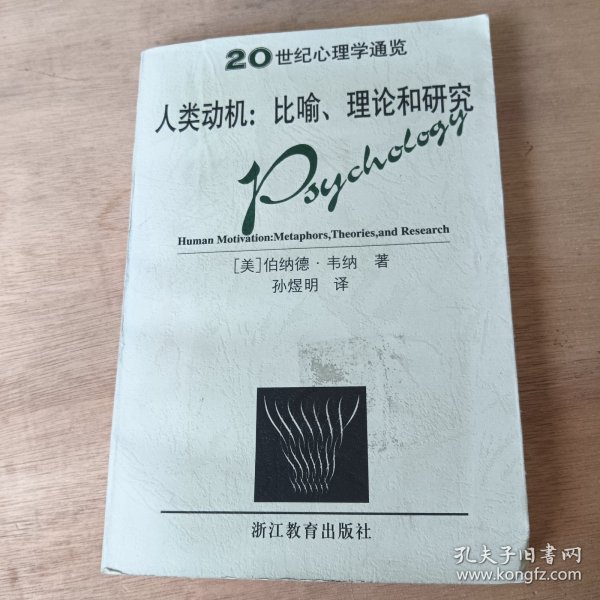 20世纪心理学通览
人类动机：比喻、理论和研究
Psychology
Human Motivation:Metaphors,Theories,and Research
[美]伯纳德·韦纳 著
孙煜明 译
浙江教育出版社
孔夫子旧书网
www.kongfz.com